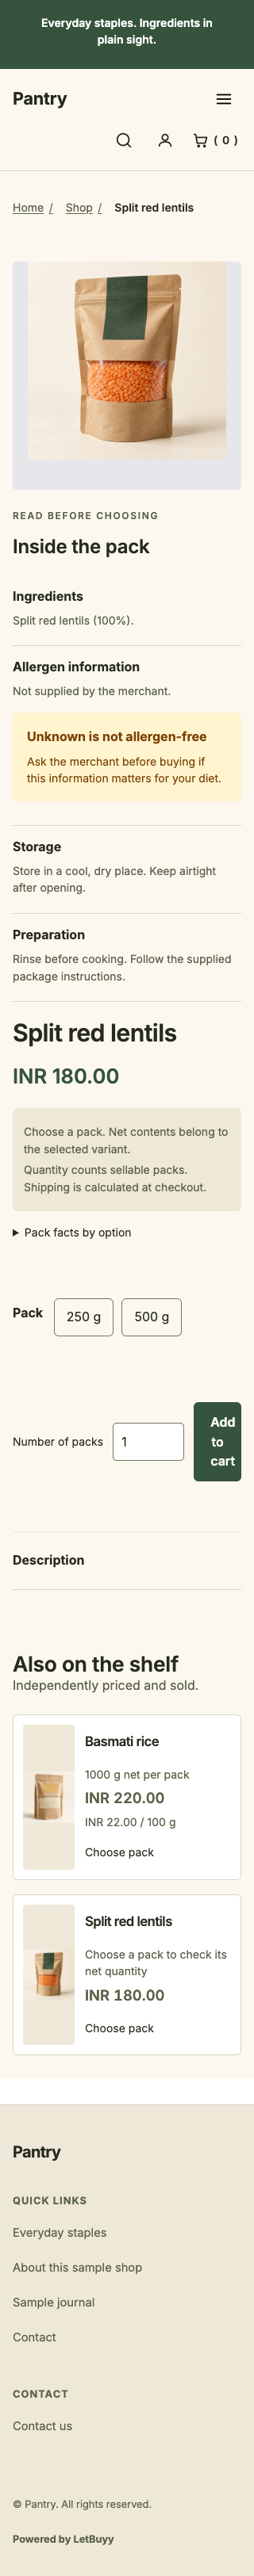 Everyday staples. Ingredients in
plain sight.
Pantry
( 0 )
Home / Shop / Split red lentils
READ BEFORE CHOOSING
Inside the pack
Ingredients
Split red lentils (100%).
Allergen information
Not supplied by the merchant.
Unknown is not allergen-free
Ask the merchant before buying if
this information matters for your diet.
Storage
Store in a cool, dry place. Keep airtight
after opening.
Preparation
Rinse before cooking. Follow the supplied
package instructions.
Split red lentils
INR 180.00
Choose a pack. Net contents belong to
the selected variant.
Quantity counts sellable packs.
Shipping is calculated at checkout.
Pack facts by option
Pack 250 g 500 g
Number of packs 1 Add
to
cart
Description
Also on the shelf
Independently priced and sold.
Basmati rice
1000 g net per pack
INR 220.00
INR 22.00 / 100 g
Choose pack
Split red lentils
Choose a pack to check its
net quantity
INR 180.00
Choose pack
Pantry
QUICK LINKS
Everyday staples
About this sample shop
Sample journal
Contact
CONTACT
Contact us
© Pantry. All rights reserved.
Powered by LetBuyy